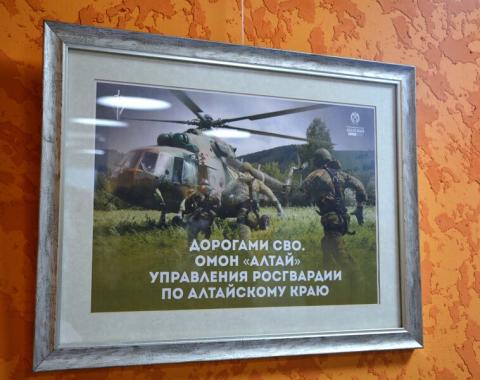 ДОРОГАМИ СВО.
ОМОН «АЛТАЙ»
УПРАВЛЕНИЯ РОСГВАРДИИ
ПО АЛТАЙСКОМУ КРАЮ